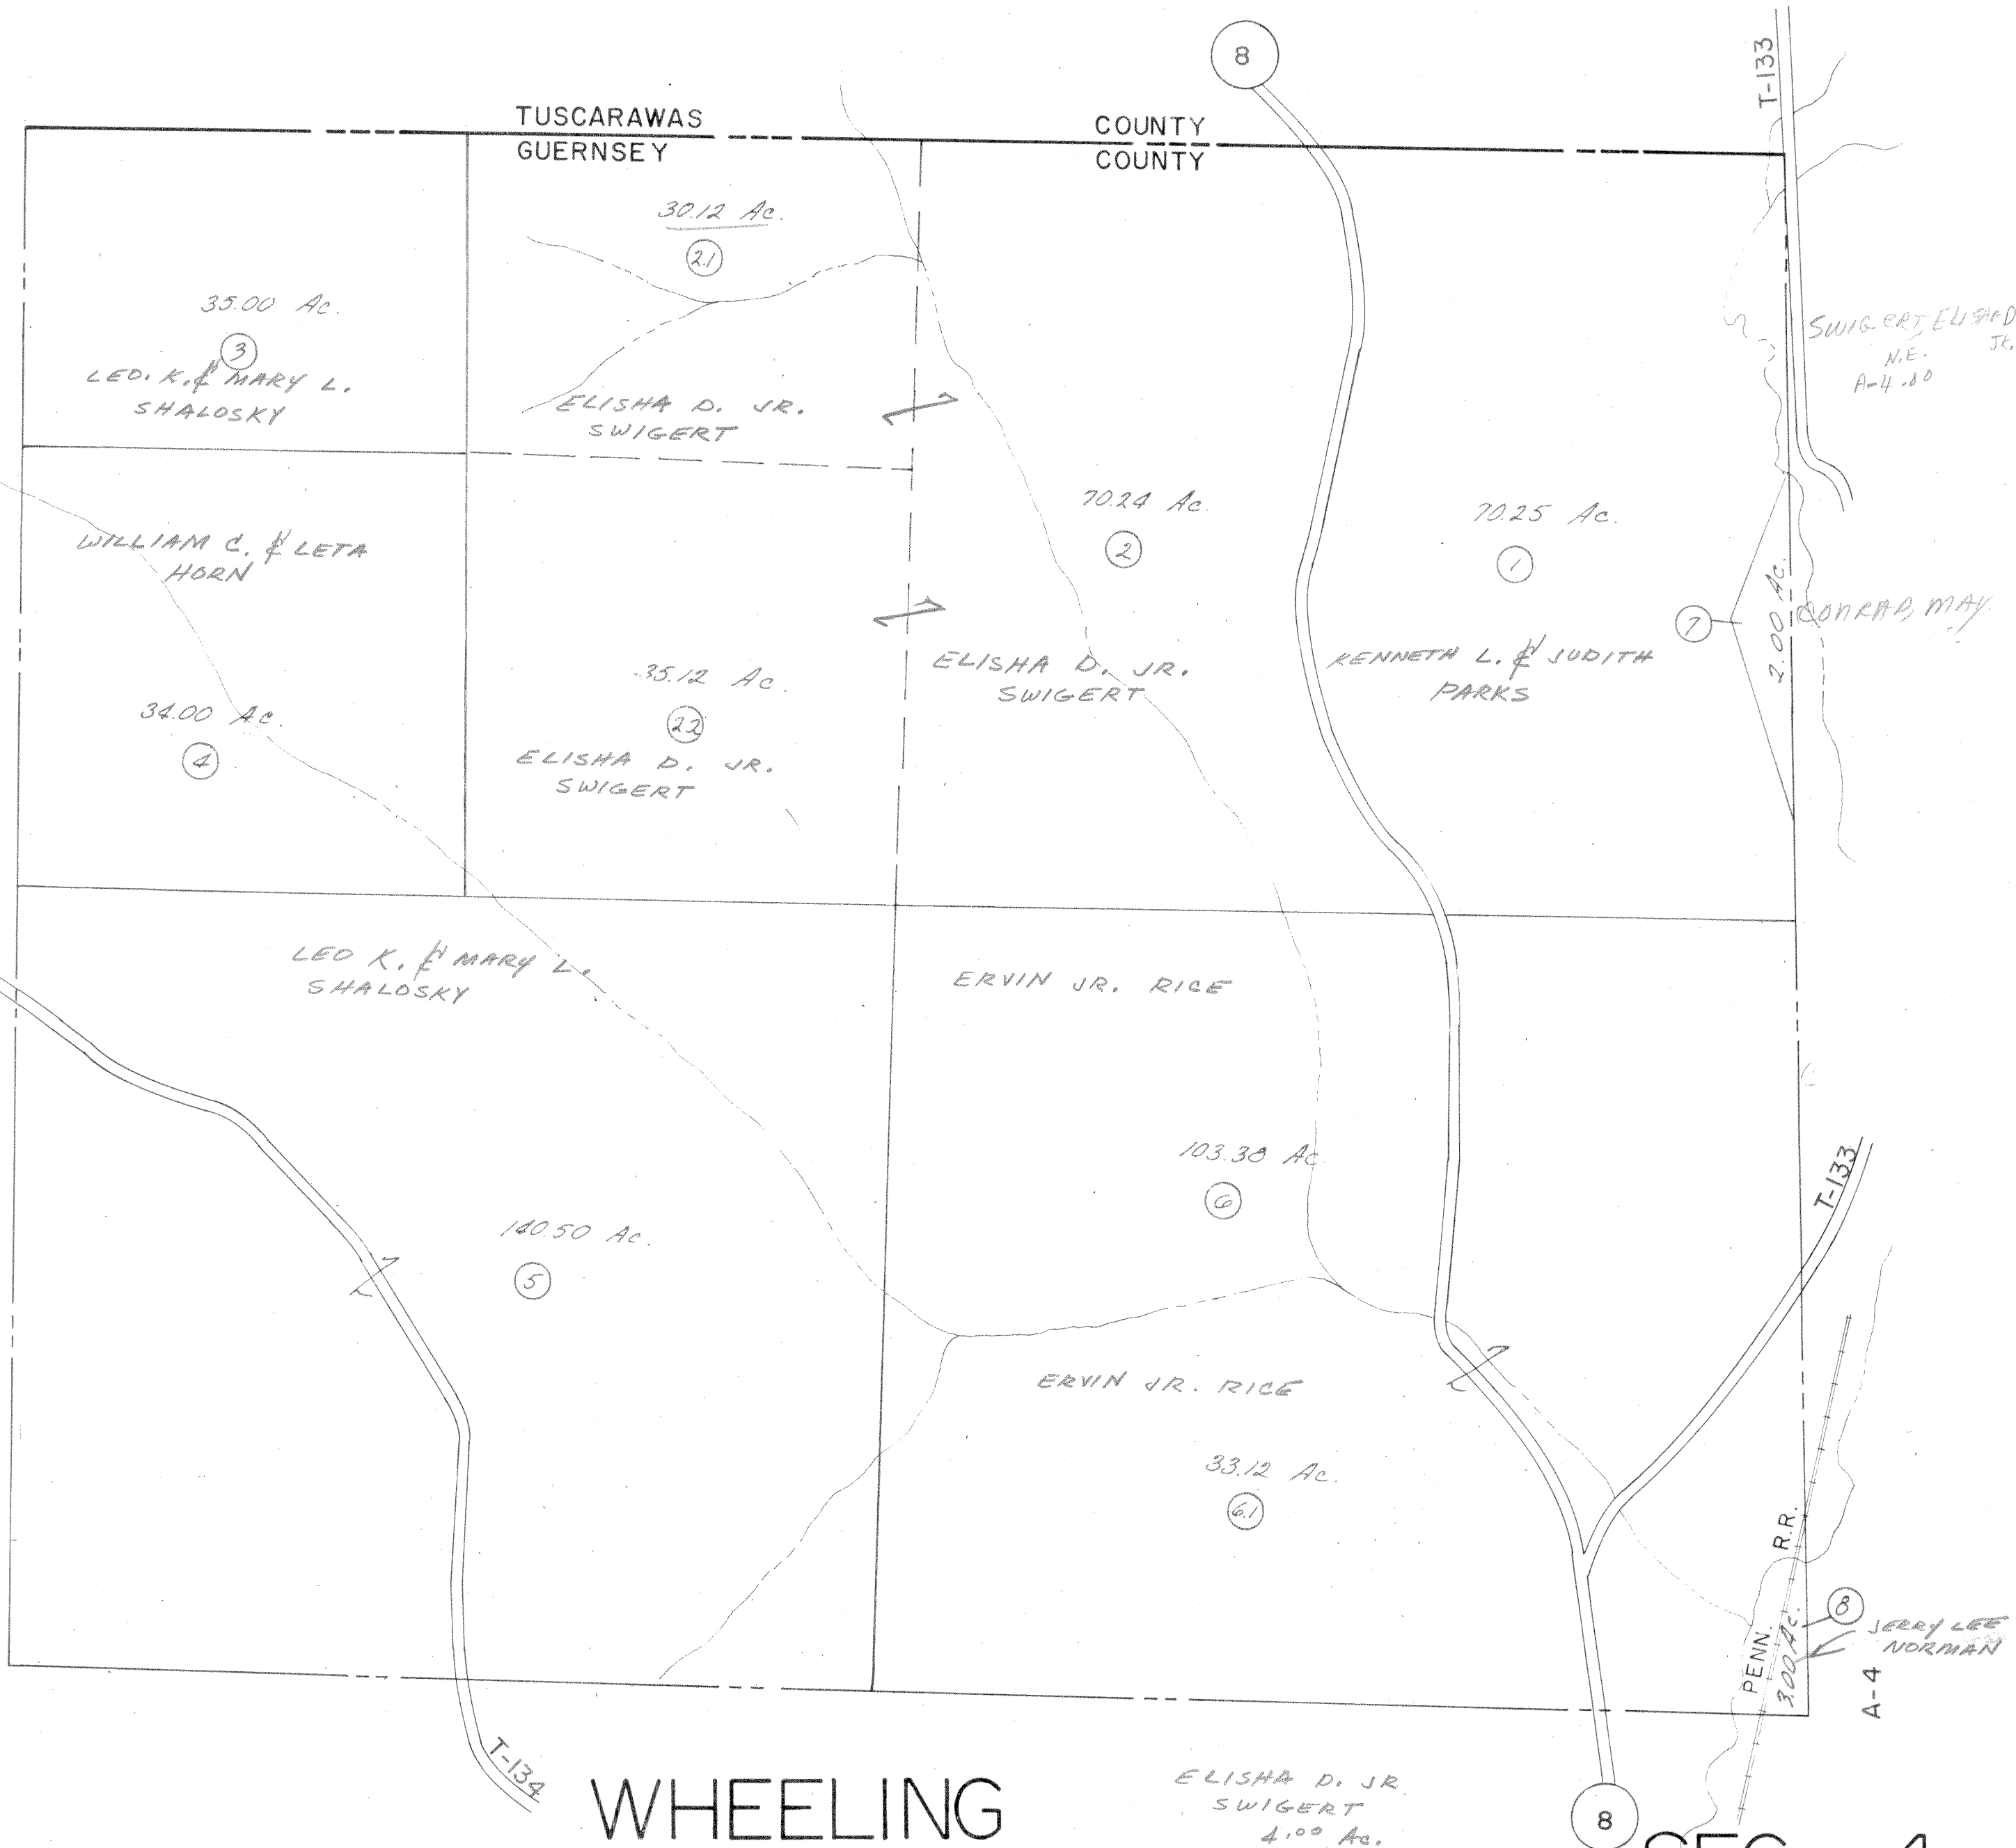 8
T-133
TUSCARAWAS COUNTY
GUERNSEY COUNTY
30.12 Ac.
2.1
35.00 Ac.
3
LEO. K. & MARY L.
SHALOSKY
ELISHA D. JR.
SWIGERT
SWIGERT, ELISHA D
JR.
N.E.
A-4.00
70.24 Ac.
2
70.25 Ac.
1
WILLIAM C. & LETA
HORN
34.00 Ac.
4
35.12 Ac.
2.2
ELISHA D. JR.
SWIGERT
ELISHA D. JR.
SWIGERT
KENNETH L. & JUDITH
PARKS
7
2.00 Ac.
CONRAD, MAY
LEO K. & MARY L.
SHALOSKY
ERVIN JR. RICE
103.38 Ac.
6
T-133
140.50 Ac.
5
ERVIN JR. RICE
33.12 Ac.
6.1
PENN. R.R.
3.00 Ac.
8
JERRY LEE
NORMAN
A-4
T-134
WHEELING
ELISHA D. JR.
SWIGERT
4.00 Ac.
8